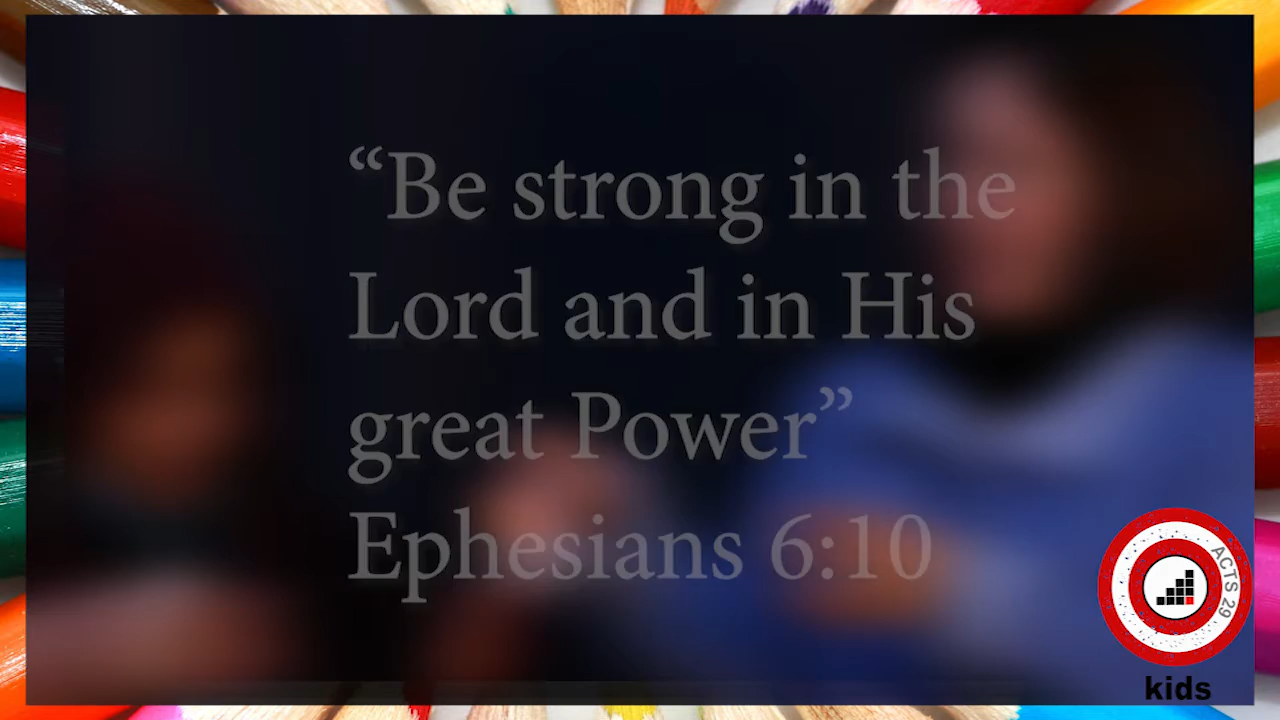 “Be strong in the
Lord and in His
great Power”
Ephesians 6:10
ACTS 29
kids